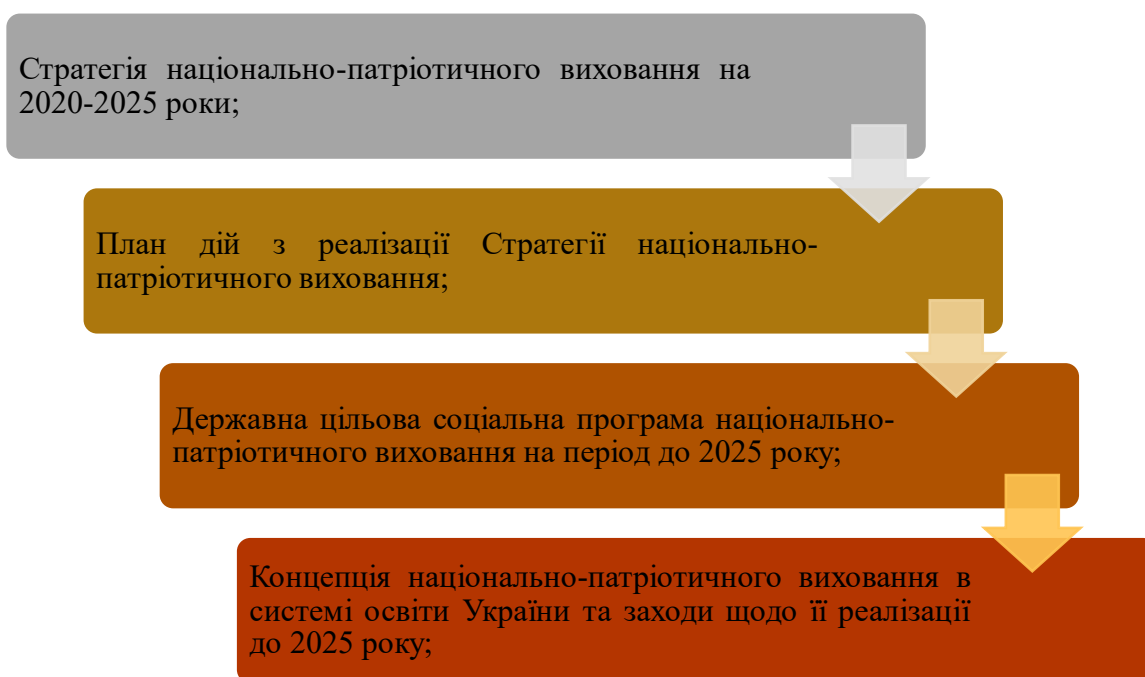 Стратегія національно-патріотичного виховання на
2020-2025 роки;
План дій з реалізації Стратегії національно-
патріотичного виховання;
Державна цільова соціальна програма національно-
патріотичного виховання на період до 2025 року;
Концепція національно-патріотичного виховання в
системі освіти України та заходи щодо її реалізації
до 2025 року;